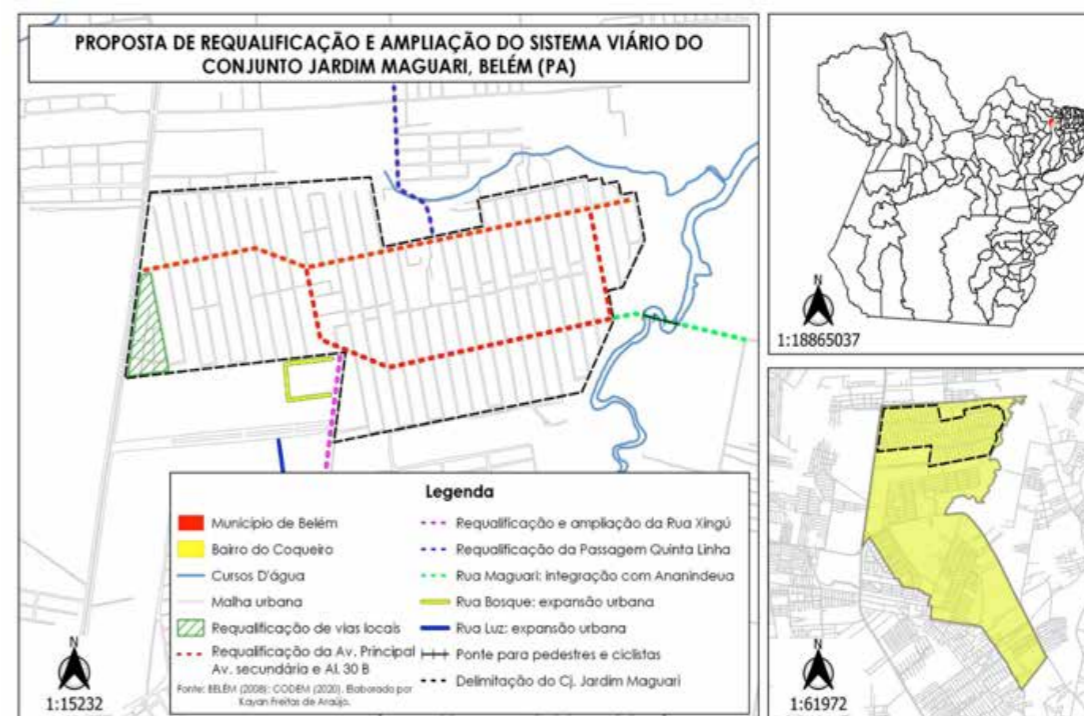 PROPOSTA DE REQUALIFICAÇÃO E AMPLIAÇÃO DO SISTEMA VIÁRIO DO
CONJUNTO JARDIM MAGUARI, BELÉM (PA)
N
1:18865037
Legenda
Município de Belém
Bairro do Coqueiro
Cursos D'água
Malha urbana
Requalificação de vias locais
Requalificação da Av. Principal
Av. secundária e Al. 30 B
Requalificação e ampliação da Rua Xingú
Requalificação da Passagem Quinta Linha
Rua Maguari: integração com Ananindeua
Rua Bosque: expansão urbana
Rua Luz: expansão urbana
Ponte para pedestres e ciclistas
Delimitação do Cj. Jardim Maguari
Fonte: BELÉM (2008); CODEM (2020). Elaborado por
Kayan Freitas de Araújo.
N
1:15232
N
1:61972